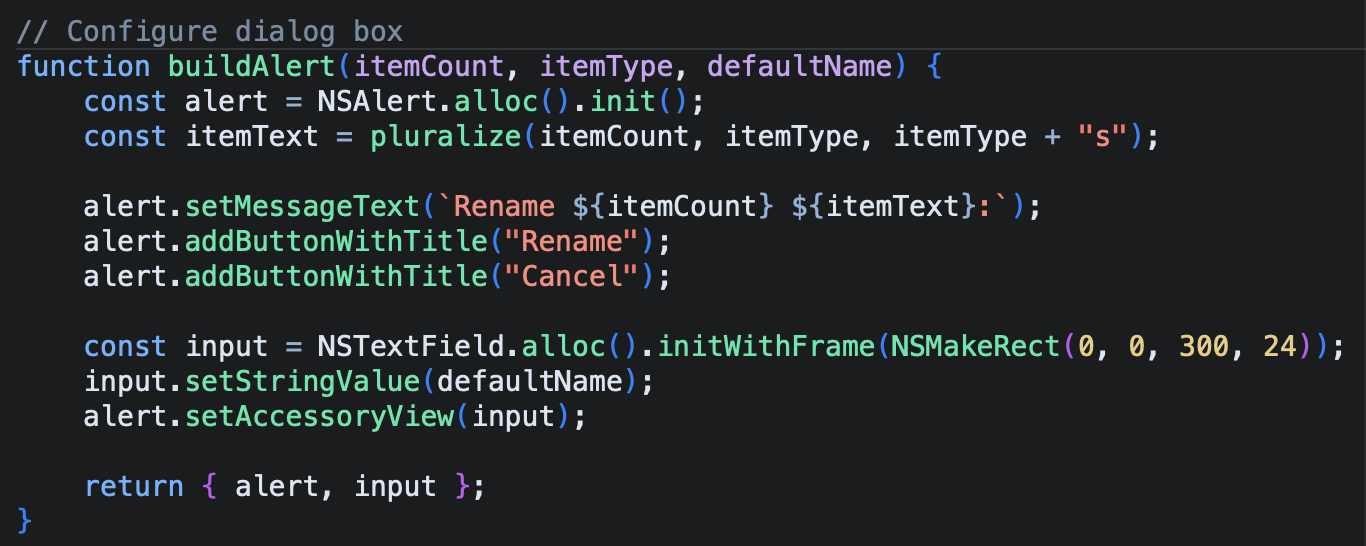 // Configure dialog box
function buildAlert(itemCount, itemType, defaultName) {
    const alert = NSAlert.alloc().init();
    const itemText = pluralize(itemCount, itemType, itemType + "s");

    alert.setMessageText(`Rename ${itemCount} ${itemText}:`);
    alert.addButtonWithTitle("Rename");
    alert.addButtonWithTitle("Cancel");

    const input = NSTextField.alloc().initWithFrame(NSMakeRect(0, 0, 300, 24));
    input.setStringValue(defaultName);
    alert.setAccessoryView(input);

    return { alert, input };
}